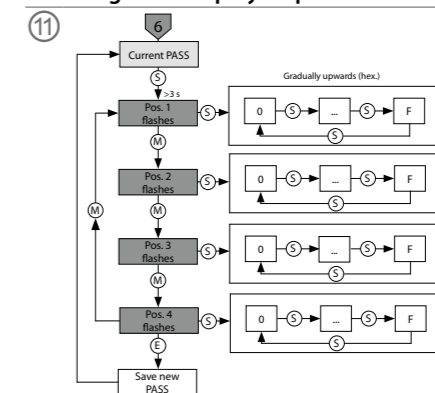 11
6
Current PASS
S
>3 s
Gradually upwards (hex.)
Pos. 1
flashes
S
0
S
...
S
F
S
M
Pos. 2
flashes
S
0
S
...
S
F
S
M
M
Pos. 3
flashes
S
0
S
...
S
F
S
M
Pos. 4
flashes
S
0
S
...
S
F
S
E
Save new
PASS